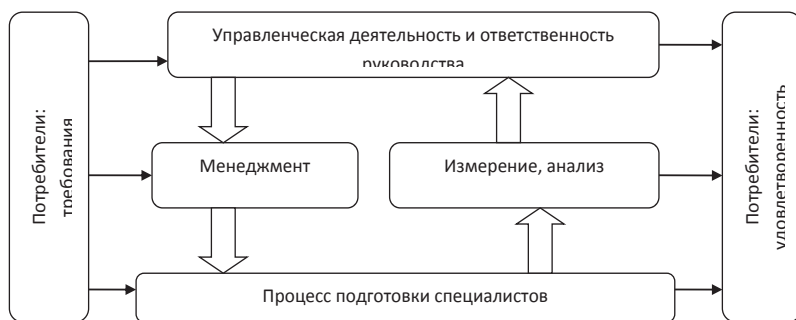 Потребители:
требования
Управленческая деятельность и ответственность
руководства
Менеджмент
Измерение, анализ
Процесс подготовки специалистов
Потребители:
удовлетворенность